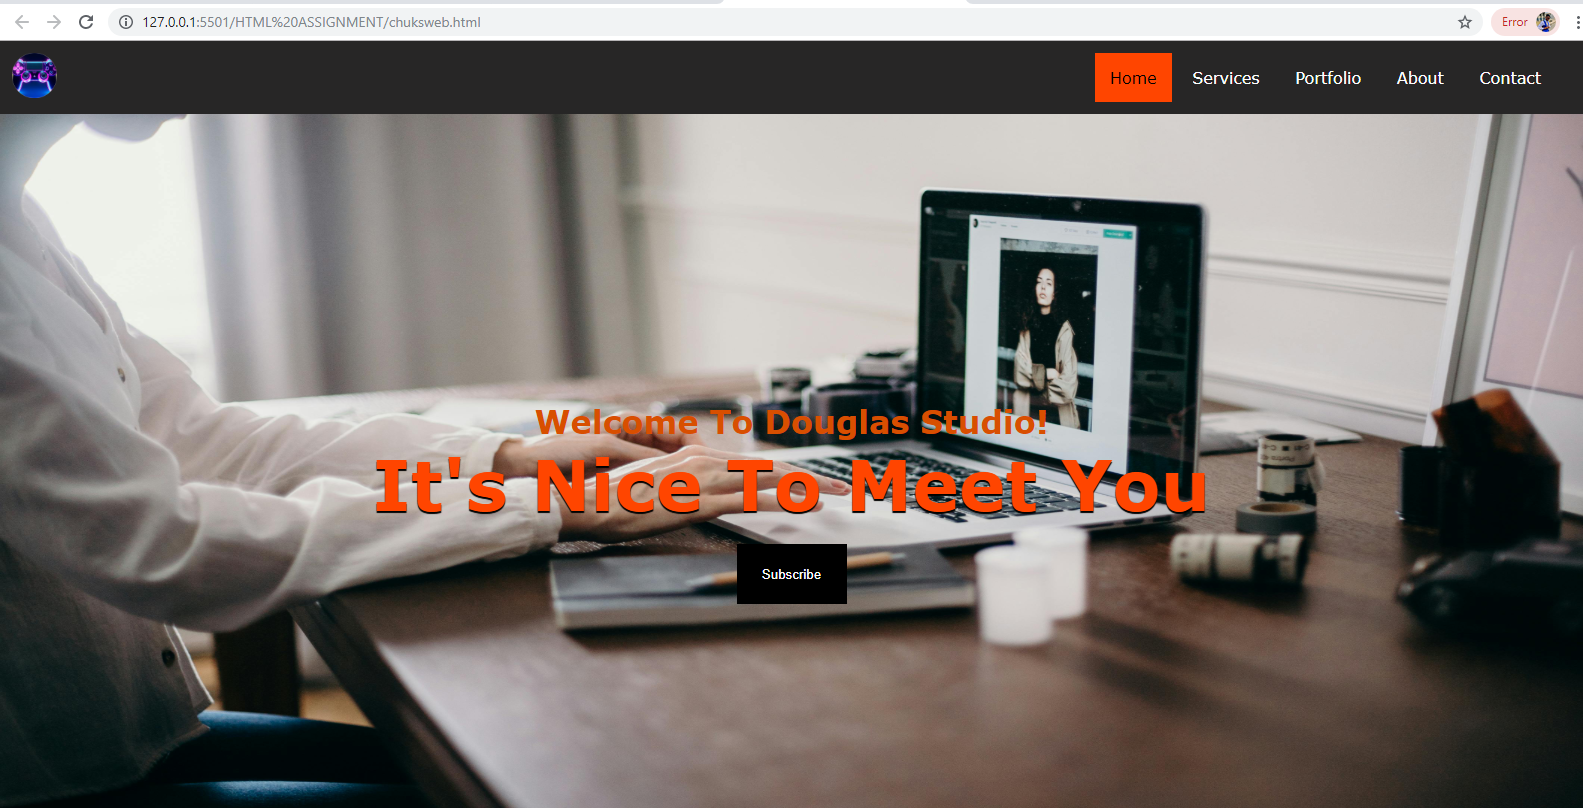 127.0.0.1:5501/HTML%20ASSIGNMENT/chuksweb.html
Error
Home Services Portfolio About Contact
Welcome To Douglas Studio!
It's Nice To Meet You
Subscribe